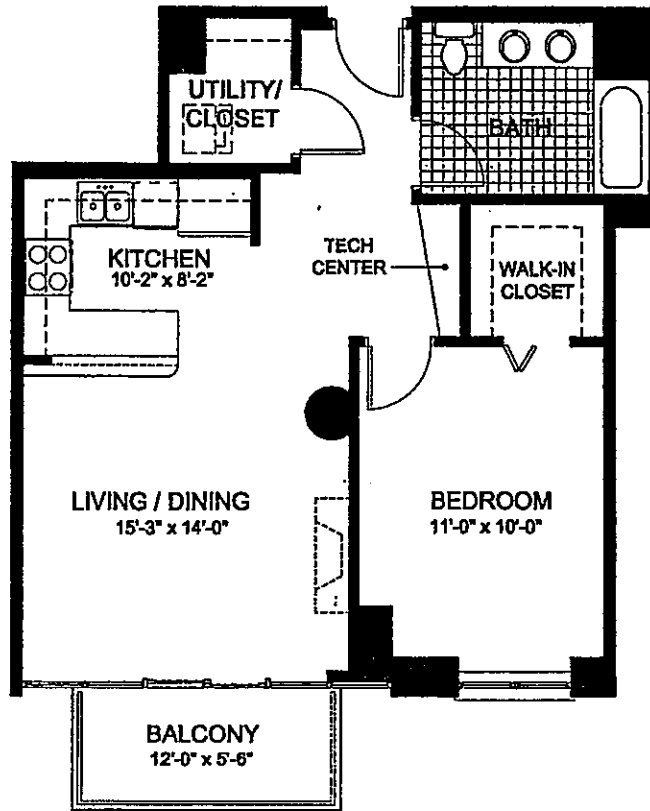 UTILITY/
CLOSET
BATH
KITCHEN
10'-2" x 8'-2"
TECH
CENTER
WALK-IN
CLOSET
LIVING / DINING
15'-3" x 14'-0"
BEDROOM
11'-0" x 10'-0"
BALCONY
12'-0" x 5'-6"